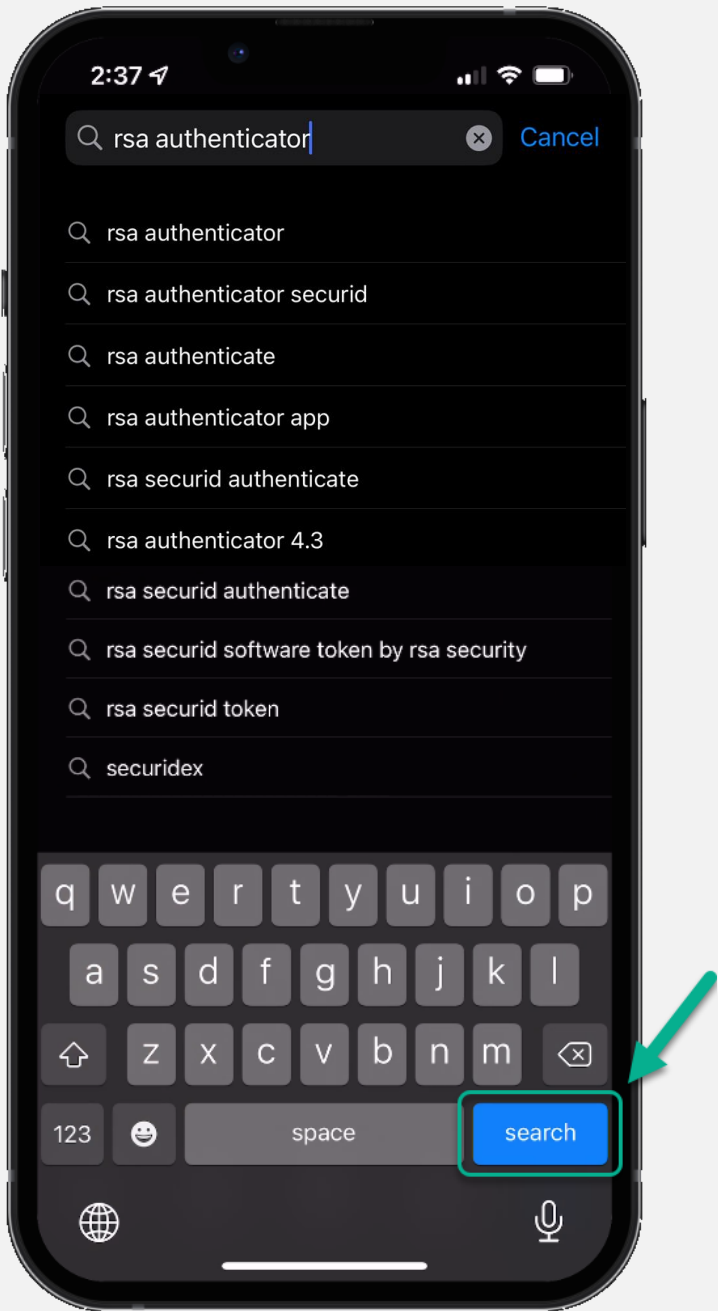 2:37
rsa authenticator Cancel
rsa authenticator
rsa authenticator securid
rsa authenticate
rsa authenticator app
rsa securid authenticate
rsa authenticator 4.3
rsa securid authenticate
rsa securid software token by rsa security
rsa securid token
securidex
q w e r t y u i o p
a s d f g h j k l
z x c v b n m
123 space search